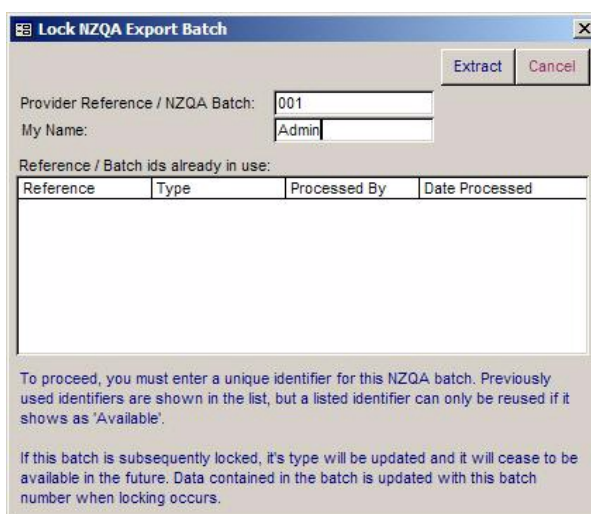 Lock NZQA Export Batch
Extract Cancel
Provider Reference / NZQA Batch: 001
My Name: Admin
Reference / Batch ids already in use:
Reference Type Processed By Date Processed
To proceed, you must enter a unique identifier for this NZQA batch. Previously
used identifiers are shown in the list, but a listed identifier can only be reused if it
shows as 'Available'.
If this batch is subsequently locked, it's type will be updated and it will cease to be
available in the future. Data contained in the batch is updated with this batch
number when locking occurs.